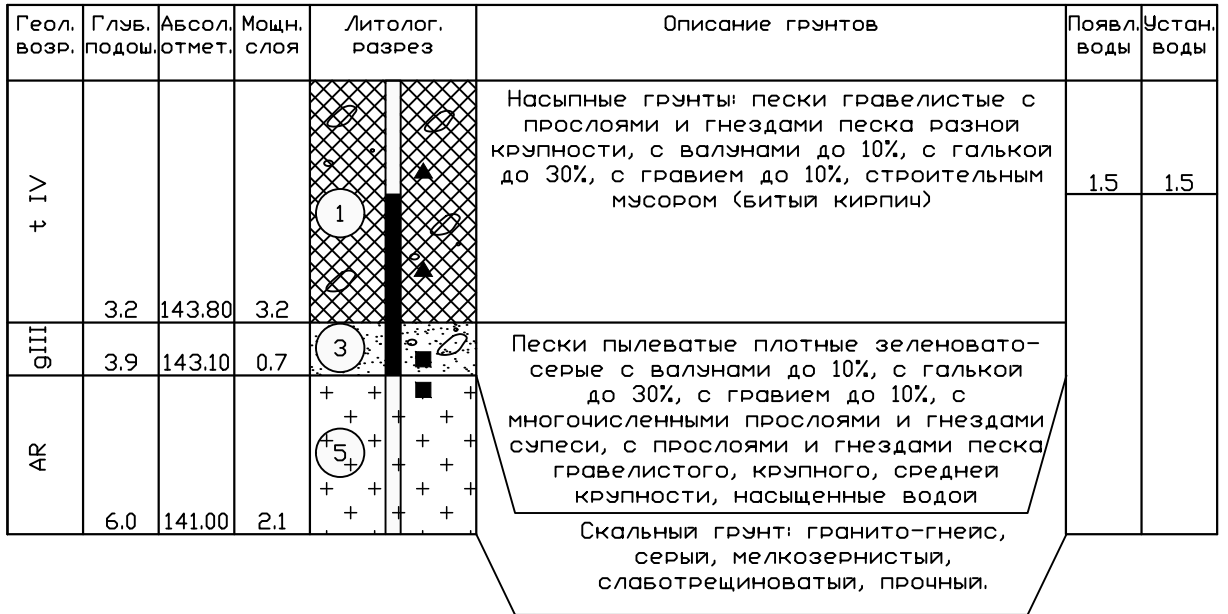 Геол. возр.
Глуб. подош.
Абсол. отмет.
Мощн. слоя
Литолог. разрез
Описание грунтов
Появл. воды
Устан. воды
t IV
3.2
143.80
3.2
1
Насыпные грунты: пески гравелистые с
прослоями и гнездами песка разной
крупности, с валунами до 10%, с галькой
до 30%, с гравием до 10%, строительным
мусором (битый кирпич)
1.5
1.5
gIII
3.9
143.10
0.7
3
Пески пылеватые плотные зеленовато-
серые с валунами до 10%, с галькой
до 30%, с гравием до 10%, с
многочисленными прослоями и гнездами
супеси, с прослоями и гнездами песка
гравелистого, крупного, средней
крупности, насыщенные водой
AR
6.0
141.00
2.1
5
Скальный грунт: гранито-гнейс,
серый, мелкозернистый,
слаботрещиноватый, прочный.